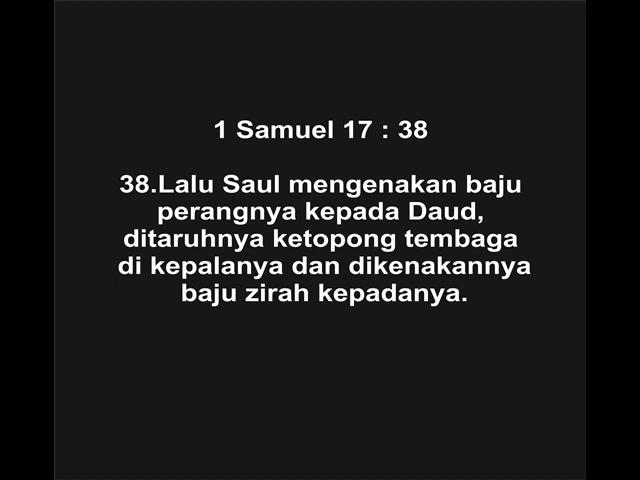 1 Samuel 17 : 38
38.Lalu Saul mengenakan baju
perangnya kepada Daud,
ditaruhnya ketopong tembaga
di kepalanya dan dikenakannya
baju zirah kepadanya.